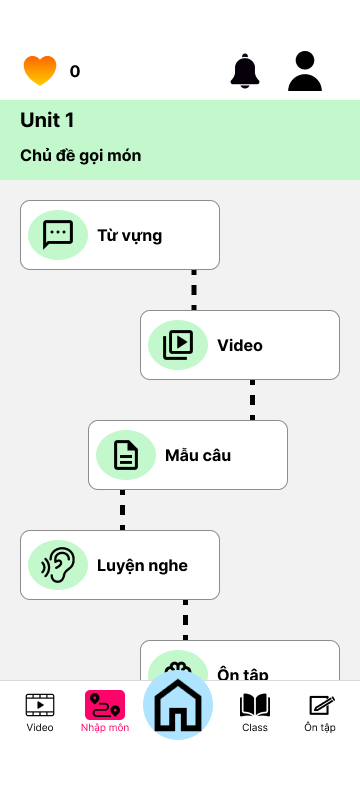 0
Unit 1
Chủ đề gọi món
Từ vựng
Video
Mẫu câu
Luyện nghe
Ôn tập
Video
Nhập môn
Class
Ôn tập